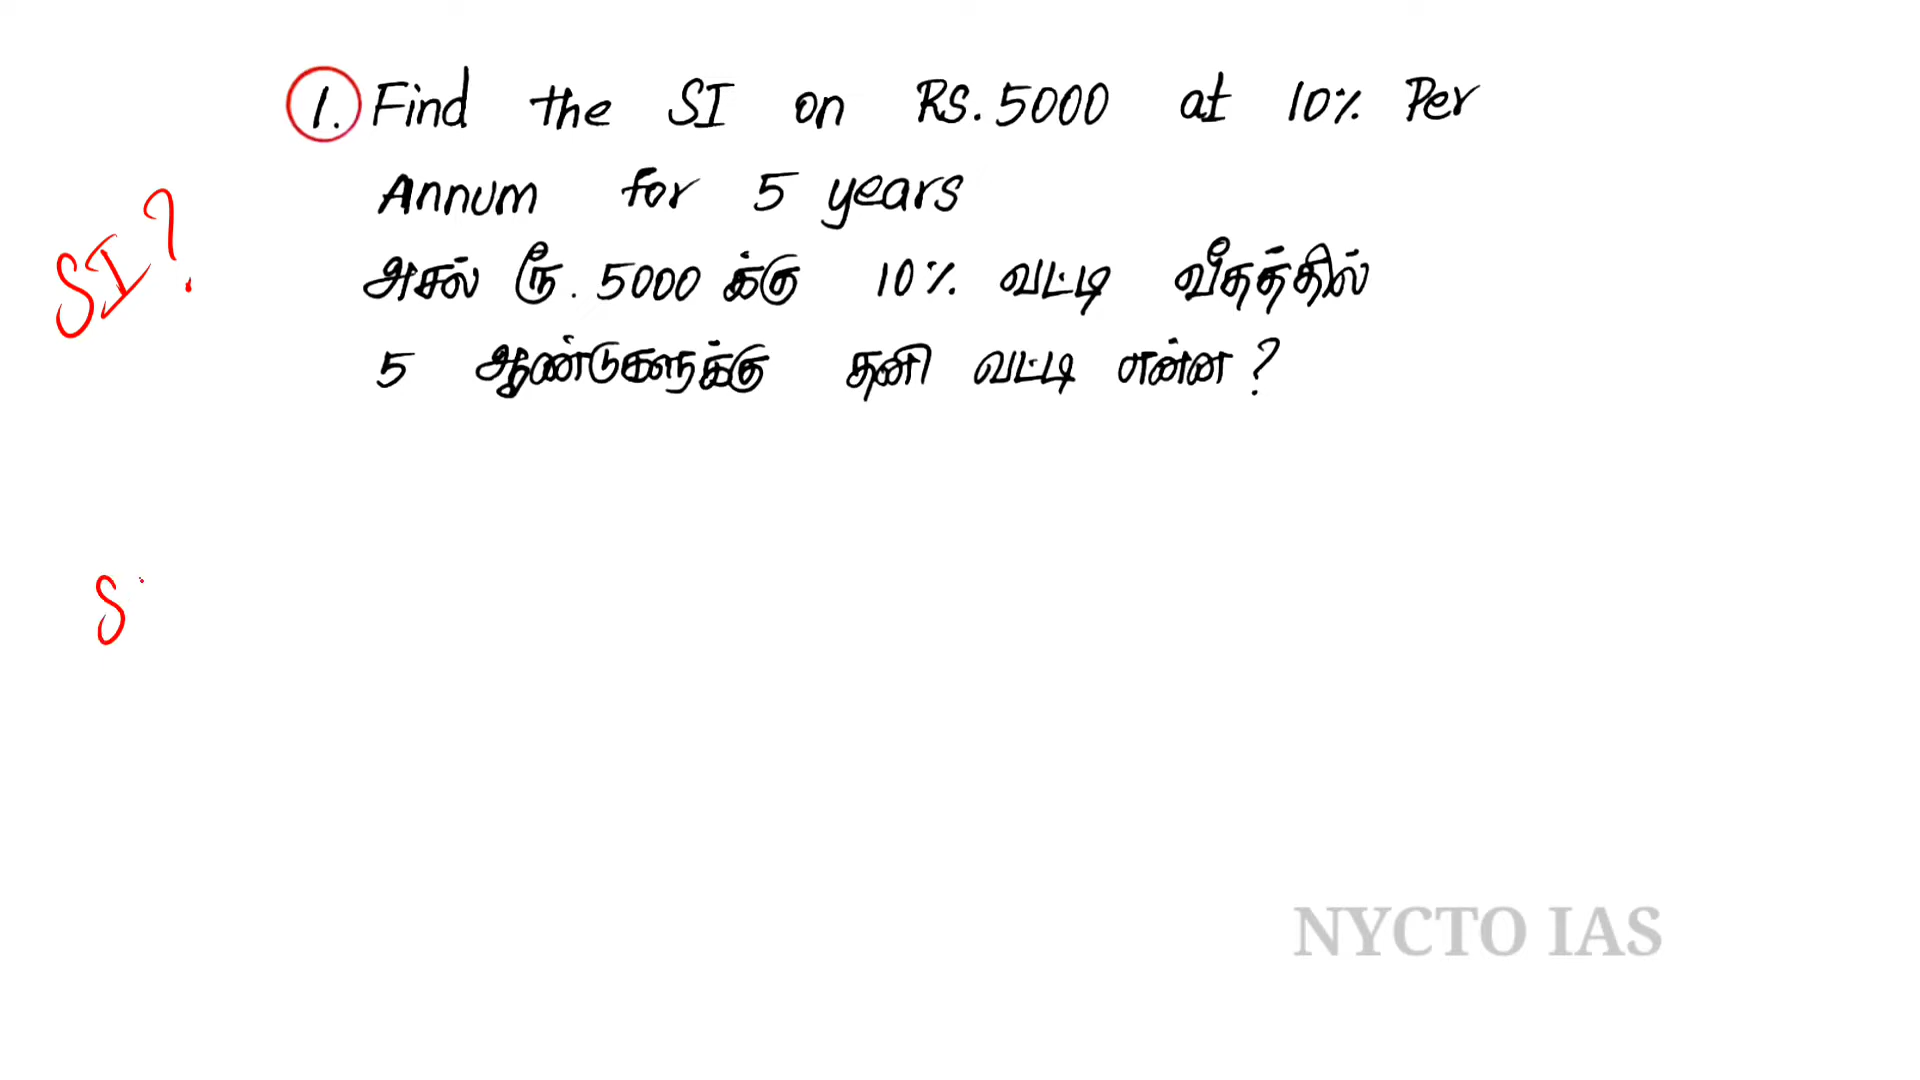 1. Find the SI on RS. 5000 at 10% Per
Annum for 5 years
அசல் ரூ. 5000 க்கு 10% வட்டி வீதத்தில்
5 ஆண்டுகளுக்கு தனி வட்டி என்ன?
SI?
S
NYCTO IAS